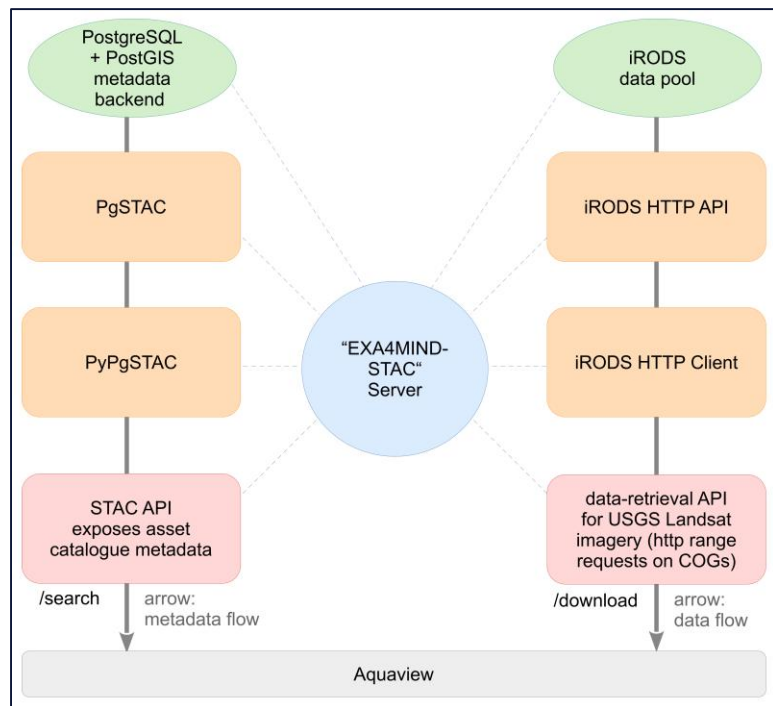 PostgreSQL
+ PostGIS
metadata
backend
PgSTAC
PyPgSTAC
STAC API
exposes asset
catalogue metadata
/search
arrow:
metadata flow
“EXA4MIND-
STAC“
Server
iRODS
data pool
iRODS HTTP API
iRODS HTTP Client
data-retrieval API
for USGS Landsat
imagery (http range
requests on COGs)
/download
arrow:
data flow
Aquaview